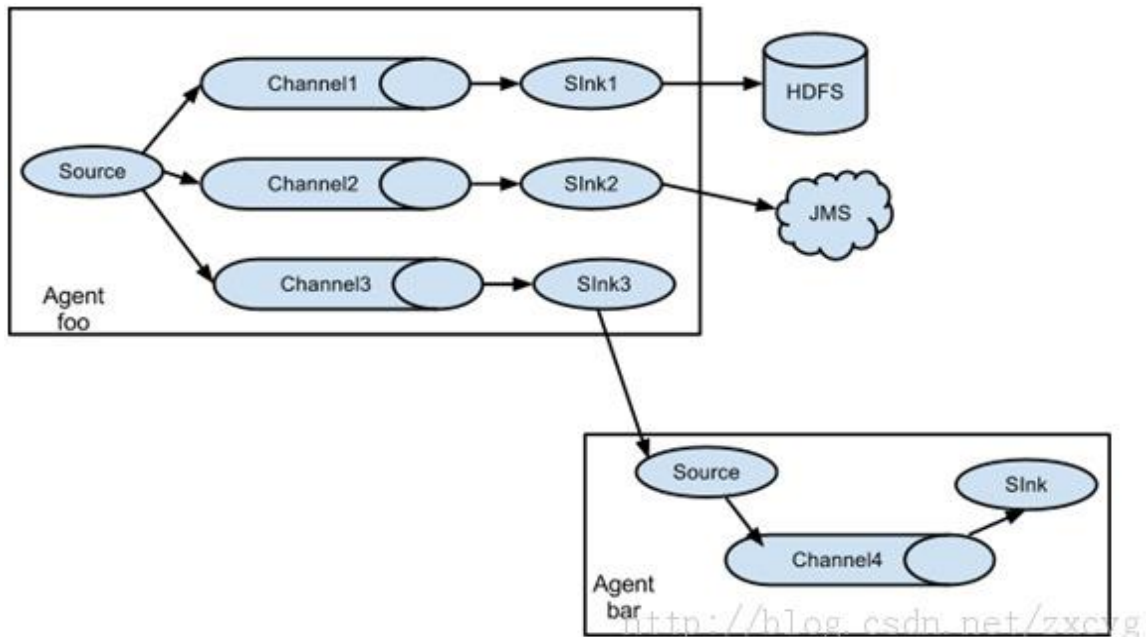 Channel1
SInk1
HDFS
Source
Channel2
SInk2
JMS
Channel3
SInk3
Agent
foo
Source
SInk
Channel4
Agent
bar
http://blog.csdn.net/zxcvg